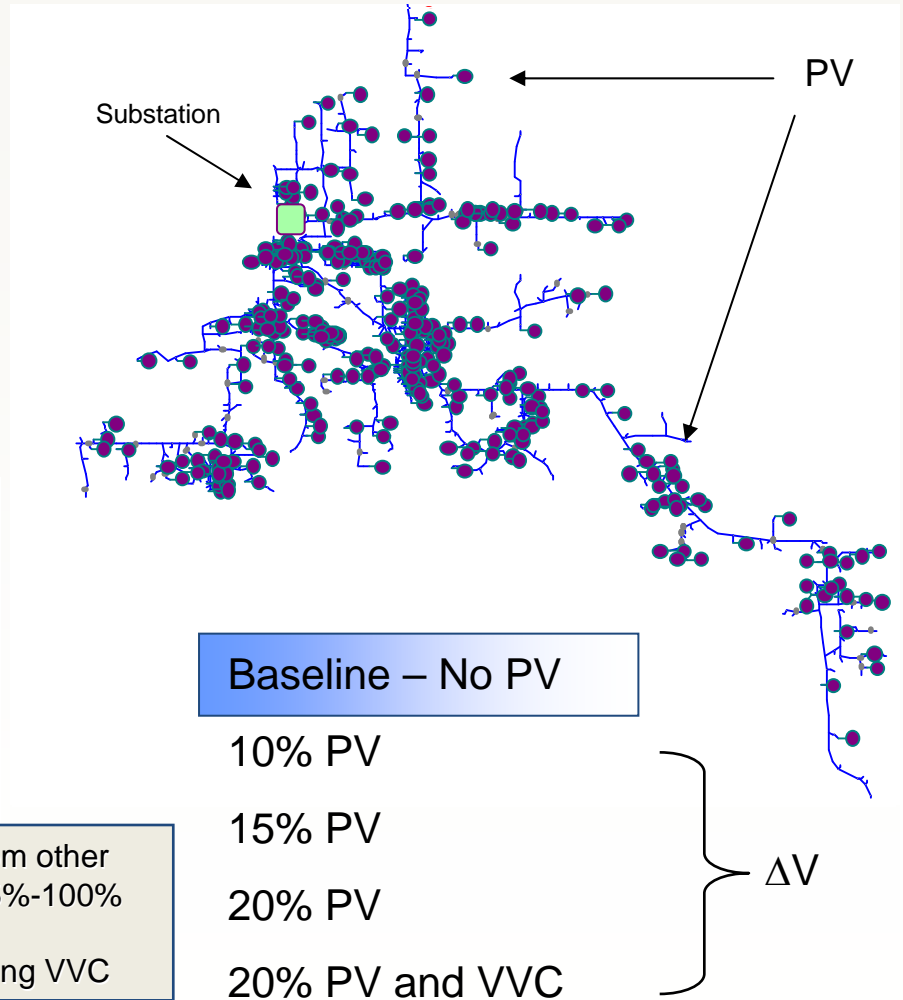 PV
Substation
Baseline – No PV
10% PV
15% PV
20% PV
20% PV and VVC
ΔV
other
%-100%
VVC